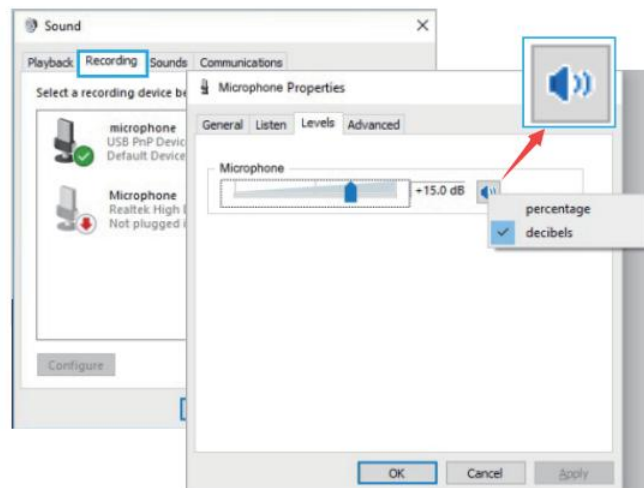 Sound
Playback Recording Sounds Communications
Select a recording device be
microphone
USB PnP Devic
Default Device
Microphone
Realtek High
Not plugged i
Configure
Microphone Properties
General Listen Levels Advanced
Microphone
+15.0 dB
percentage
decibels
OK Cancel Apply